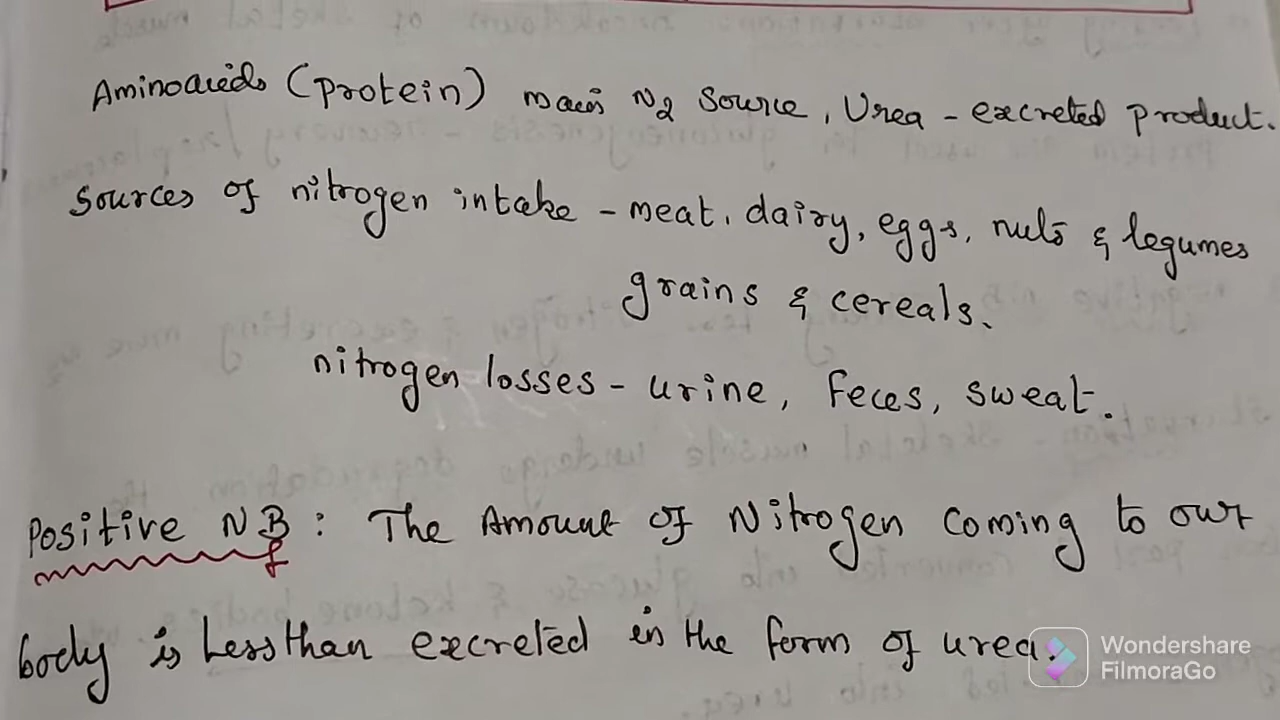 Aminoacids (Protein) main N2 Source, Urea - excreted product.
Sources of nitrogen intake - meat, dairy, eggs, nuts & legumes
grains & cereals.
nitrogen losses - urine, Feces, sweat.
Positive NB: The Amount of Nitrogen Coming to our
body is Less than excreted in the form of urea.
Wondershare
FilmoraGo